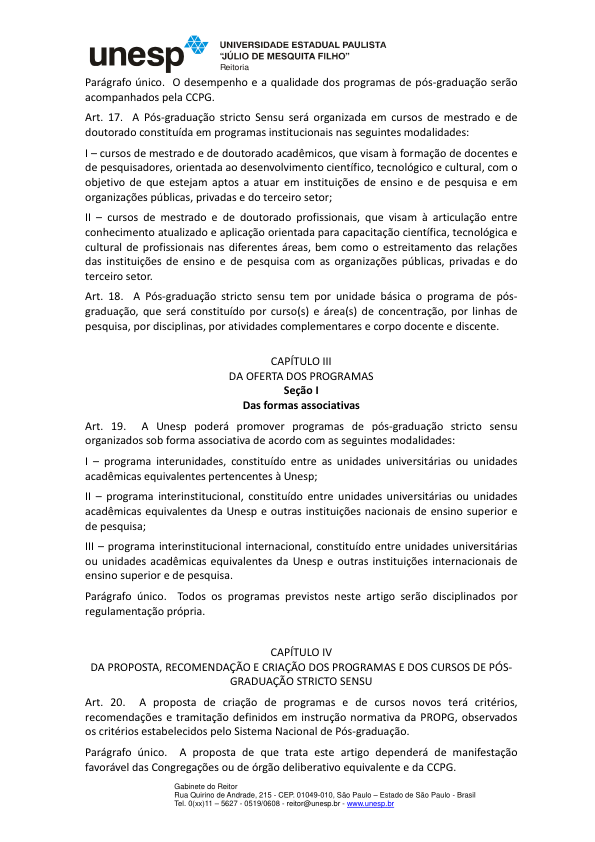 unesp
UNIVERSIDADE ESTADUAL PAULISTA
“JÚLIO DE MESQUITA FILHO”
Reitoria
Parágrafo único.  O desempenho e a qualidade dos programas de pós-graduação serão
acompanhados pela CCPG.
Art. 17.  A Pós-graduação stricto Sensu será organizada em cursos de mestrado e de
doutorado constituída em programas institucionais nas seguintes modalidades:
I – cursos de mestrado e de doutorado acadêmicos, que visam à formação de docentes e
de pesquisadores, orientada ao desenvolvimento científico, tecnológico e cultural, com o
objetivo de que estejam aptos a atuar em instituições de ensino e de pesquisa e em
organizações públicas, privadas e do terceiro setor;
II – cursos de mestrado e de doutorado profissionais, que visam à articulação entre
conhecimento atualizado e aplicação orientada para capacitação científica, tecnológica e
cultural de profissionais nas diferentes áreas, bem como o estreitamento das relações
das instituições de ensino e de pesquisa com as organizações públicas, privadas e do
terceiro setor.
Art. 18.  A Pós-graduação stricto sensu tem por unidade básica o programa de pós-
graduação, que será constituído por curso(s) e área(s) de concentração, por linhas de
pesquisa, por disciplinas, por atividades complementares e corpo docente e discente.
CAPÍTULO III
DA OFERTA DOS PROGRAMAS
Seção I
Das formas associativas
Art. 19.  A Unesp poderá promover programas de pós-graduação stricto sensu
organizados sob forma associativa de acordo com as seguintes modalidades:
I – programa interunidades, constituído entre as unidades universitárias ou unidades
acadêmicas equivalentes pertencentes à Unesp;
II – programa interinstitucional, constituído entre unidades universitárias ou unidades
acadêmicas equivalentes da Unesp e outras instituições nacionais de ensino superior e
de pesquisa;
III – programa interinstitucional internacional, constituído entre unidades universitárias
ou unidades acadêmicas equivalentes da Unesp e outras instituições internacionais de
ensino superior e de pesquisa.
Parágrafo único.  Todos os programas previstos neste artigo serão disciplinados por
regulamentação própria.
CAPÍTULO IV
DA PROPOSTA, RECOMENDAÇÃO E CRIAÇÃO DOS PROGRAMAS E DOS CURSOS DE PÓS-
GRADUAÇÃO STRICTO SENSU
Art. 20.  A proposta de criação de programas e de cursos novos terá critérios,
recomendações e tramitação definidos em instrução normativa da PROPG, observados
os critérios estabelecidos pelo Sistema Nacional de Pós-graduação.
Parágrafo único.  A proposta de que trata este artigo dependerá de manifestação
favorável das Congregações ou de órgão deliberativo equivalente e da CCPG.
Gabinete do Reitor
Rua Quirino de Andrade, 215 - CEP. 01049-010, São Paulo – Estado de São Paulo - Brasil
Tel. 0(xx)11 – 5627 - 0519/0608 - reitor@unesp.br - www.unesp.br